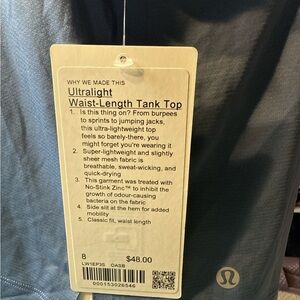 WHY WE MADE THIS
Ultralight
Waist-Length Tank Top
1. Is this thing on? From burpees
to sprints to jumping jacks,
this ultra-lightweight top
feels so barely-there, you
might forget you're wearing it
2. Super-lightweight and slightly
sheer mesh fabric is
breathable, sweat-wicking, and
quick-drying
3. This garment was treated with
No-Stink Zinc™ to inhibit the
growth of odour-causing
bacteria on the fabric
4. Side slit at the hem for added
mobility
5. Classic fit, waist length
8 $48.00
LW1EP3S OASB
000153026546